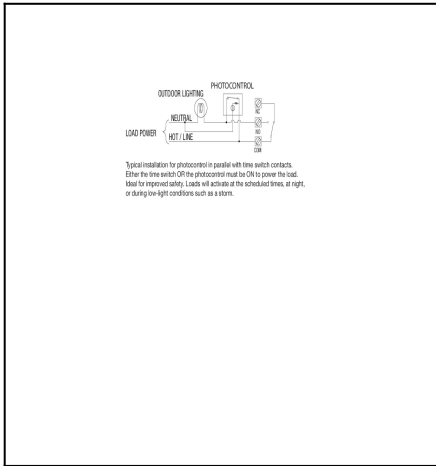 PHOTOCONTROL
OUTDOOR LIGHTING
NC
NEUTRAL
NO
LOAD POWER
HOT / LINE
COM
Typical installation for photocontrol in parallel with time switch contacts.
Either the time switch OR the photocontrol must be ON to power the load.
Ideal for improved safety. Loads will activate at the scheduled times, at night,
or during low-light conditions such as a storm.